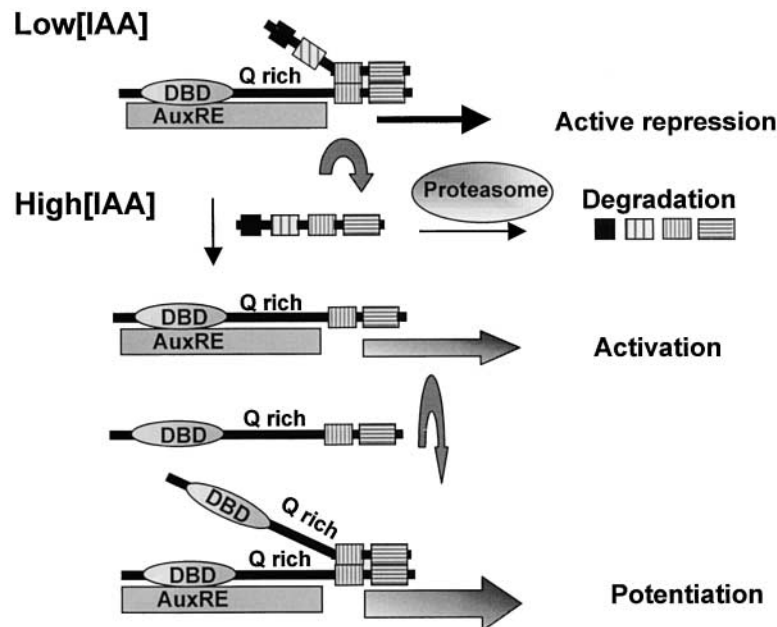 Low[IAA]
Q rich
DBD
AuxRE
Active repression
High[IAA]
Proteasome
Degradation
Q rich
DBD
AuxRE
Activation
Q rich
DBD
DBD
Q rich
Q rich
DBD
AuxRE
Potentiation